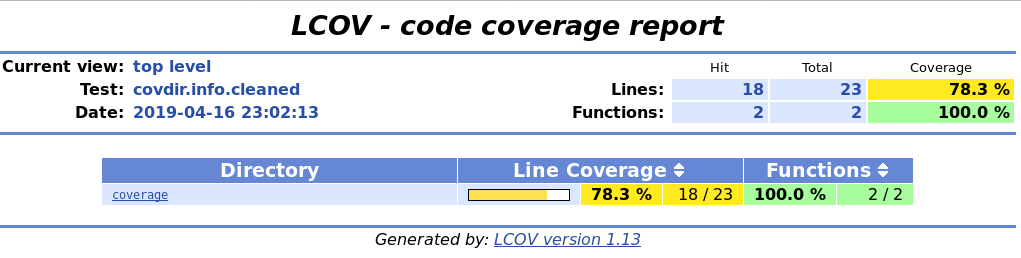 LCOV - code coverage report
Current view: top level
Hit Total Coverage
Test: covdir.info.cleaned Lines: 18 23 78.3 %
Date: 2019-04-16 23:02:13 Functions: 2 2 100.0 %
Directory Line Coverage Functions
coverage 78.3 % 18 / 23 100.0 % 2 / 2
Generated by: LCOV version 1.13